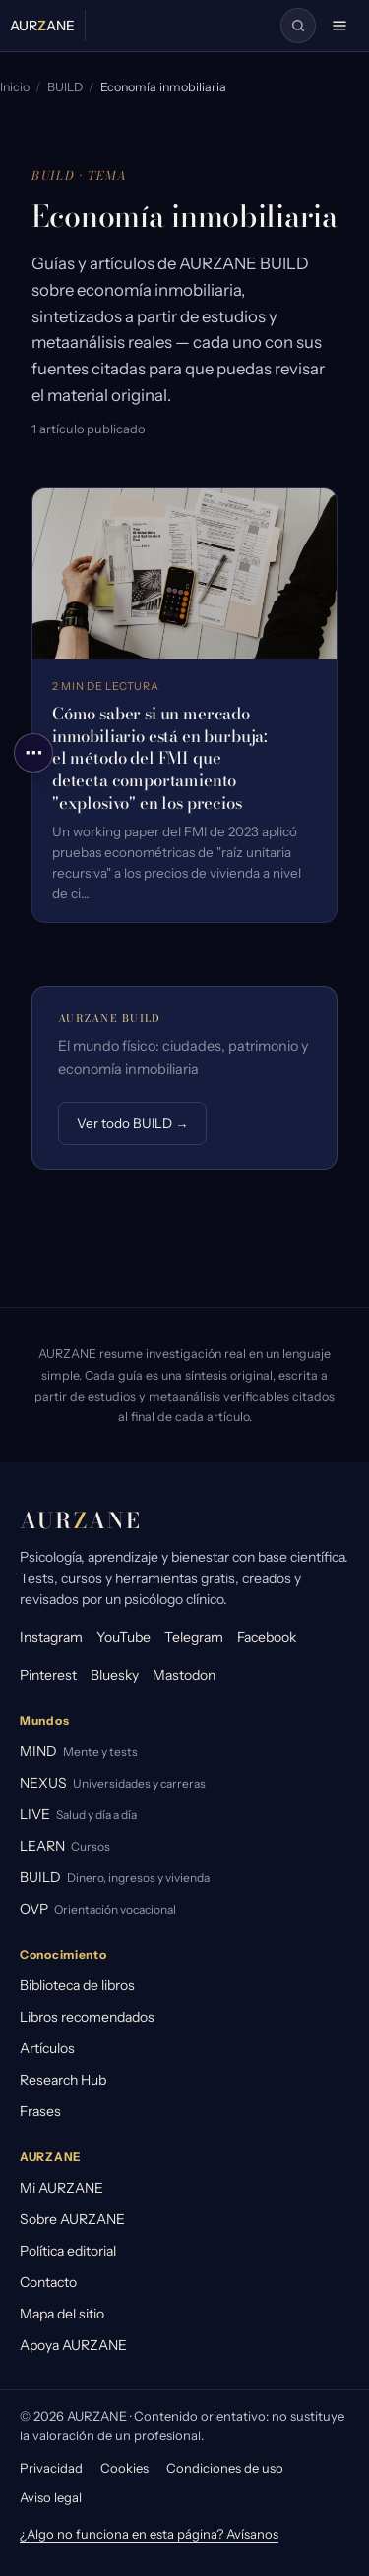 AURZANE
Inicio / BUILD / Economía inmobiliaria
BUILD · TEMA
Economía inmobiliaria
Guías y artículos de AURZANE BUILD
sobre economía inmobiliaria,
sintetizados a partir de estudios y
metaanálisis reales — cada uno con sus
fuentes citadas para que puedas revisar
el material original.
1 artículo publicado
2 MIN DE LECTURA
Cómo saber si un mercado
inmobiliario está en burbuja:
el método del FMI que
detecta comportamiento
"explosivo" en los precios
Un working paper del FMI de 2023 aplicó
pruebas econométricas de "raíz unitaria
recursiva" a los precios de vivienda a nivel
de ci...
AURZANE BUILD
El mundo físico: ciudades, patrimonio y
economía inmobiliaria
Ver todo BUILD →
AURZANE resume investigación real en un lenguaje
simple. Cada guía es una síntesis original, escrita a
partir de estudios y metaanálisis verificables citados
al final de cada artículo.
AURZANE
Psicología, aprendizaje y bienestar con base científica.
Tests, cursos y herramientas gratis, creados y
revisados por un psicólogo clínico.
Instagram YouTube Telegram Facebook
Pinterest Bluesky Mastodon
Mundos
MIND Mente y tests
NEXUS Universidades y carreras
LIVE Salud y día a día
LEARN Cursos
BUILD Dinero, ingresos y vivienda
OVP Orientación vocacional
Conocimiento
Biblioteca de libros
Libros recomendados
Artículos
Research Hub
Frases
AURZANE
Mi AURZANE
Sobre AURZANE
Política editorial
Contacto
Mapa del sitio
Apoya AURZANE
© 2026 AURZANE · Contenido orientativo: no sustituye
la valoración de un profesional.
Privacidad Cookies Condiciones de uso
Aviso legal
¿Algo no funciona en esta página? Avísanos